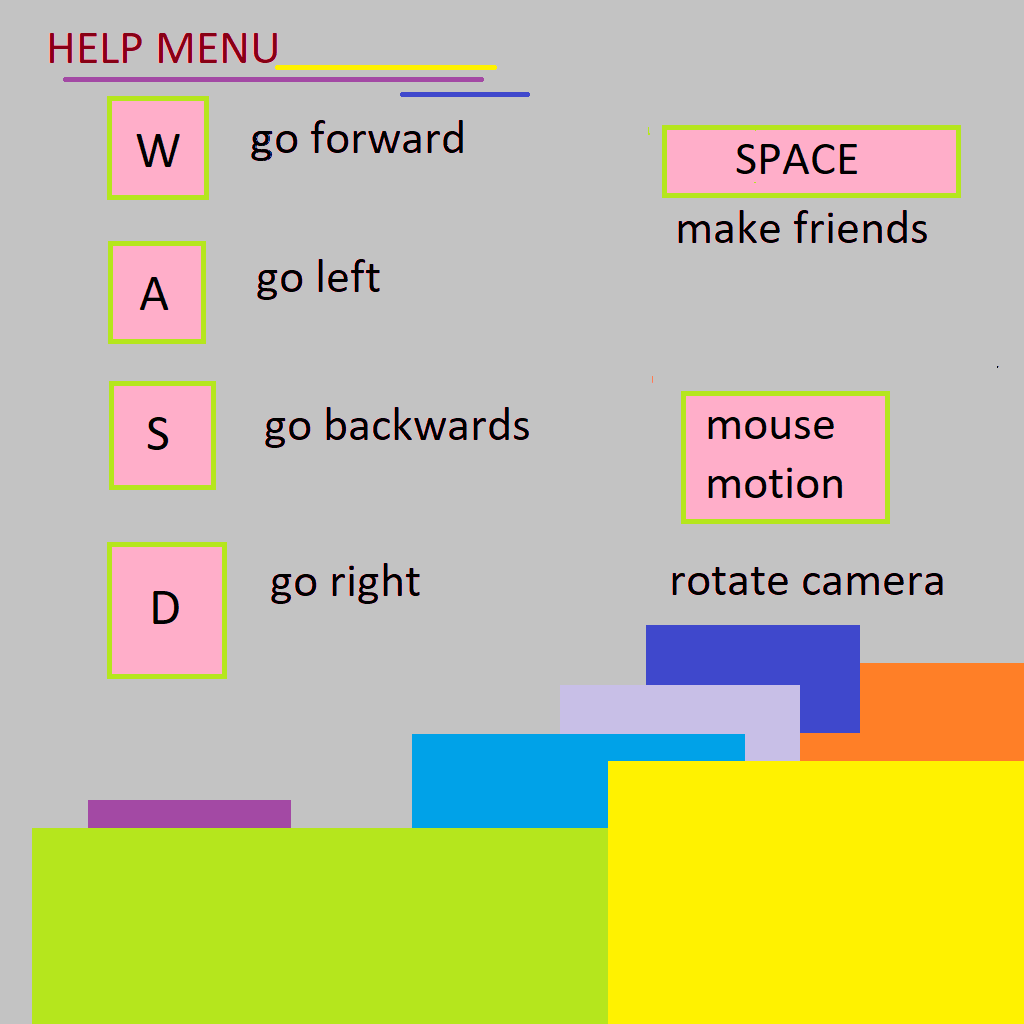 HELP MENU
W
go forward
A
go left
S
go backwards
D
go right
SPACE
make friends
mouse
motion
rotate camera